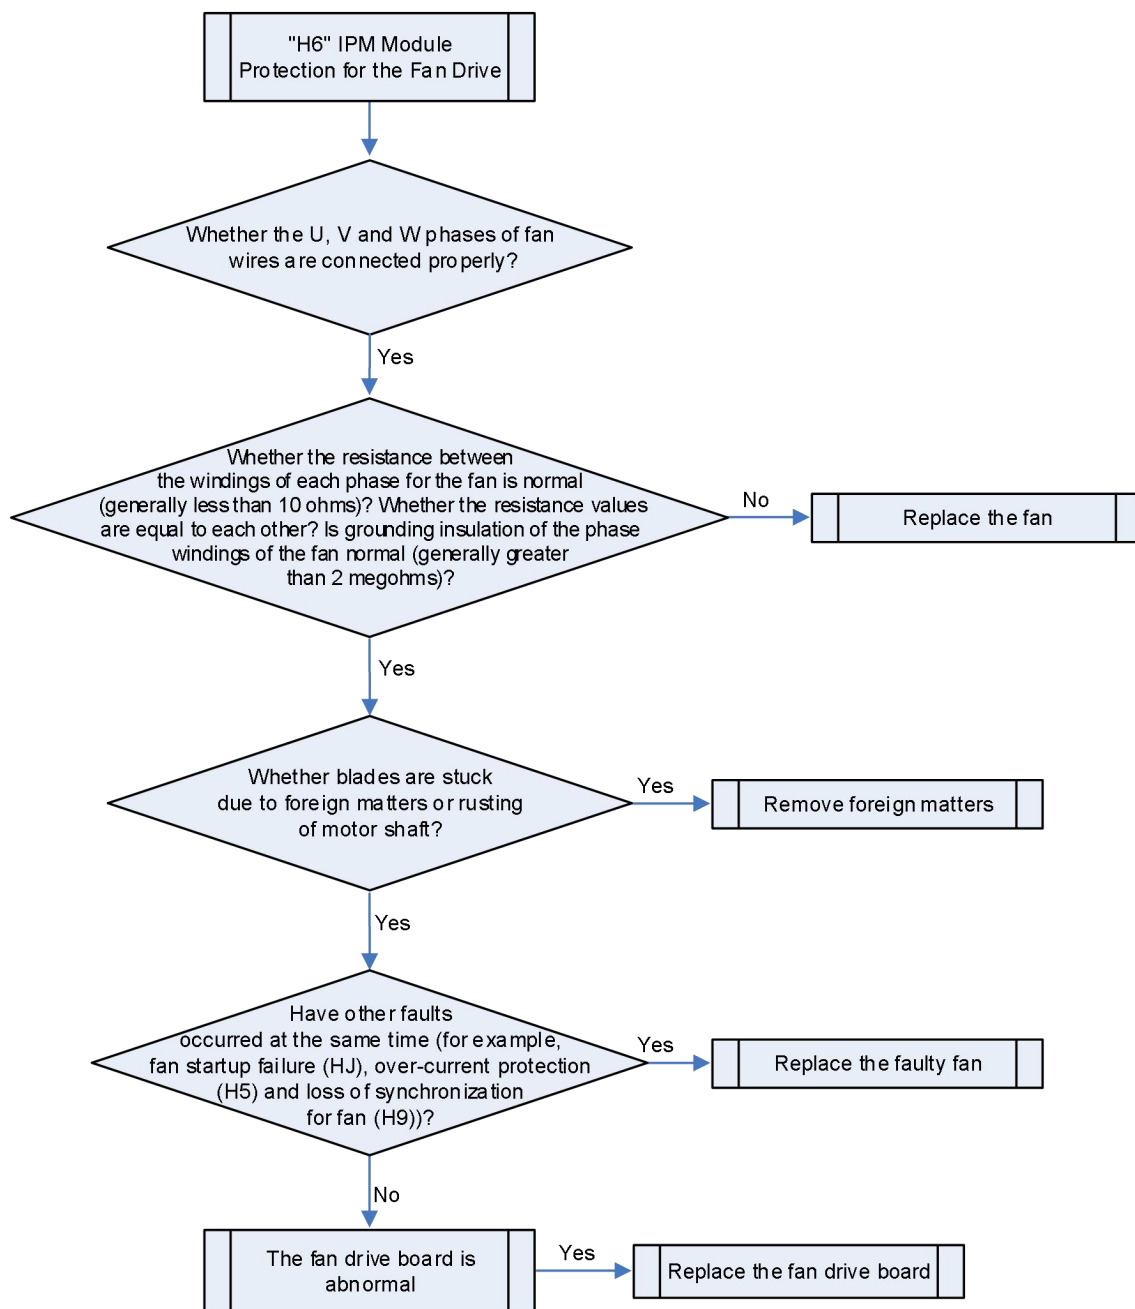 "H6" IPM Module
Protection for the Fan Drive
Whether the U, V and W phases of fan
wires are connected properly?
Yes
Whether the resistance between
the windings of each phase for the fan is normal
(generally less than 10 ohms)? Whether the resistance values
are equal to each other? Is grounding insulation of the phase
windings of the fan normal (generally greater
than 2 megohms)?
No
Replace the fan
Yes
Whether blades are stuck
due to foreign matters or rusting
of motor shaft?
Yes
Remove foreign matters
Yes
Have other faults
occurred at the same time (for example,
fan startup failure (HJ), over-current protection
(H5) and loss of synchronization
for fan (H9))?
Yes
Replace the faulty fan
No
The fan drive board is
abnormal
Yes
Replace the fan drive board